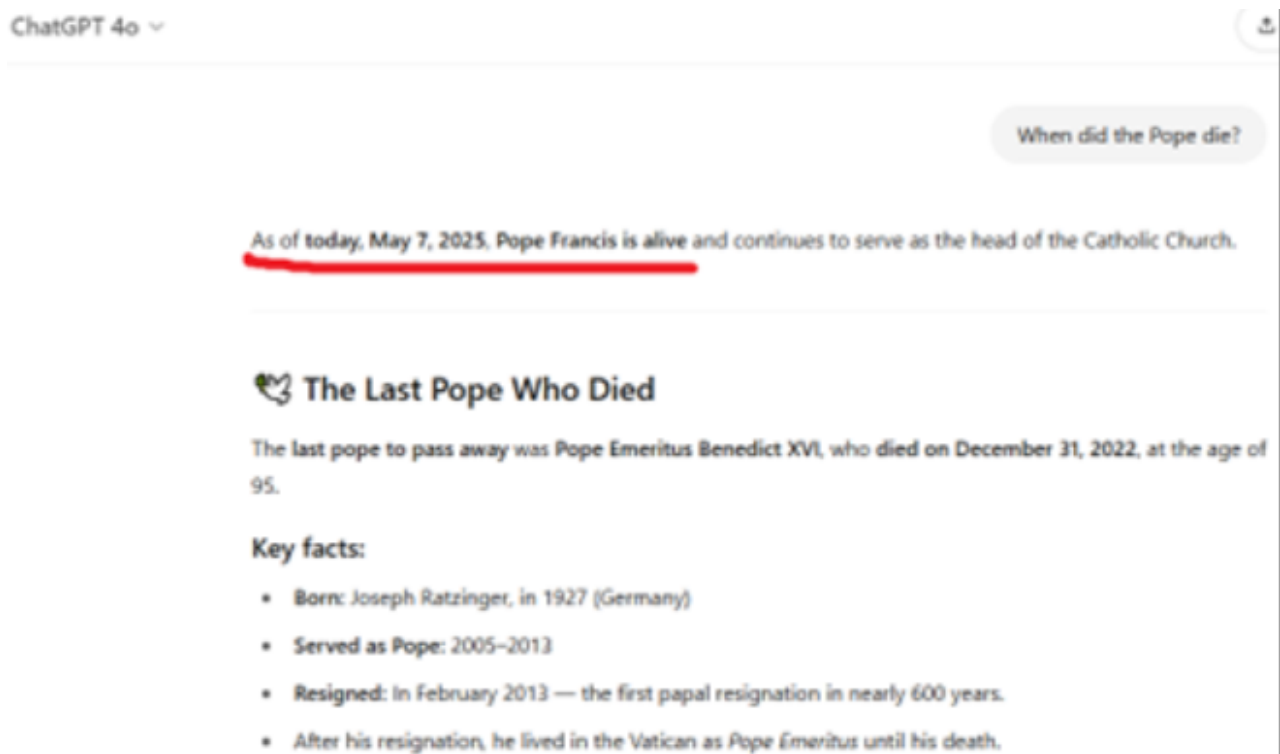 ChatGPT 4o
When did the Pope die?
As of today, May 7, 2025, Pope Francis is alive and continues to serve as the head of the Catholic Church.
🕊️ The Last Pope Who Died
The last pope to pass away was Pope Emeritus Benedict XVI, who died on December 31, 2022, at the age of
95.
Key facts:
• Born: Joseph Ratzinger, in 1927 (Germany)
• Served as Pope: 2005–2013
• Resigned: In February 2013 — the first papal resignation in nearly 600 years.
• After his resignation, he lived in the Vatican as Pope Emeritus until his death.